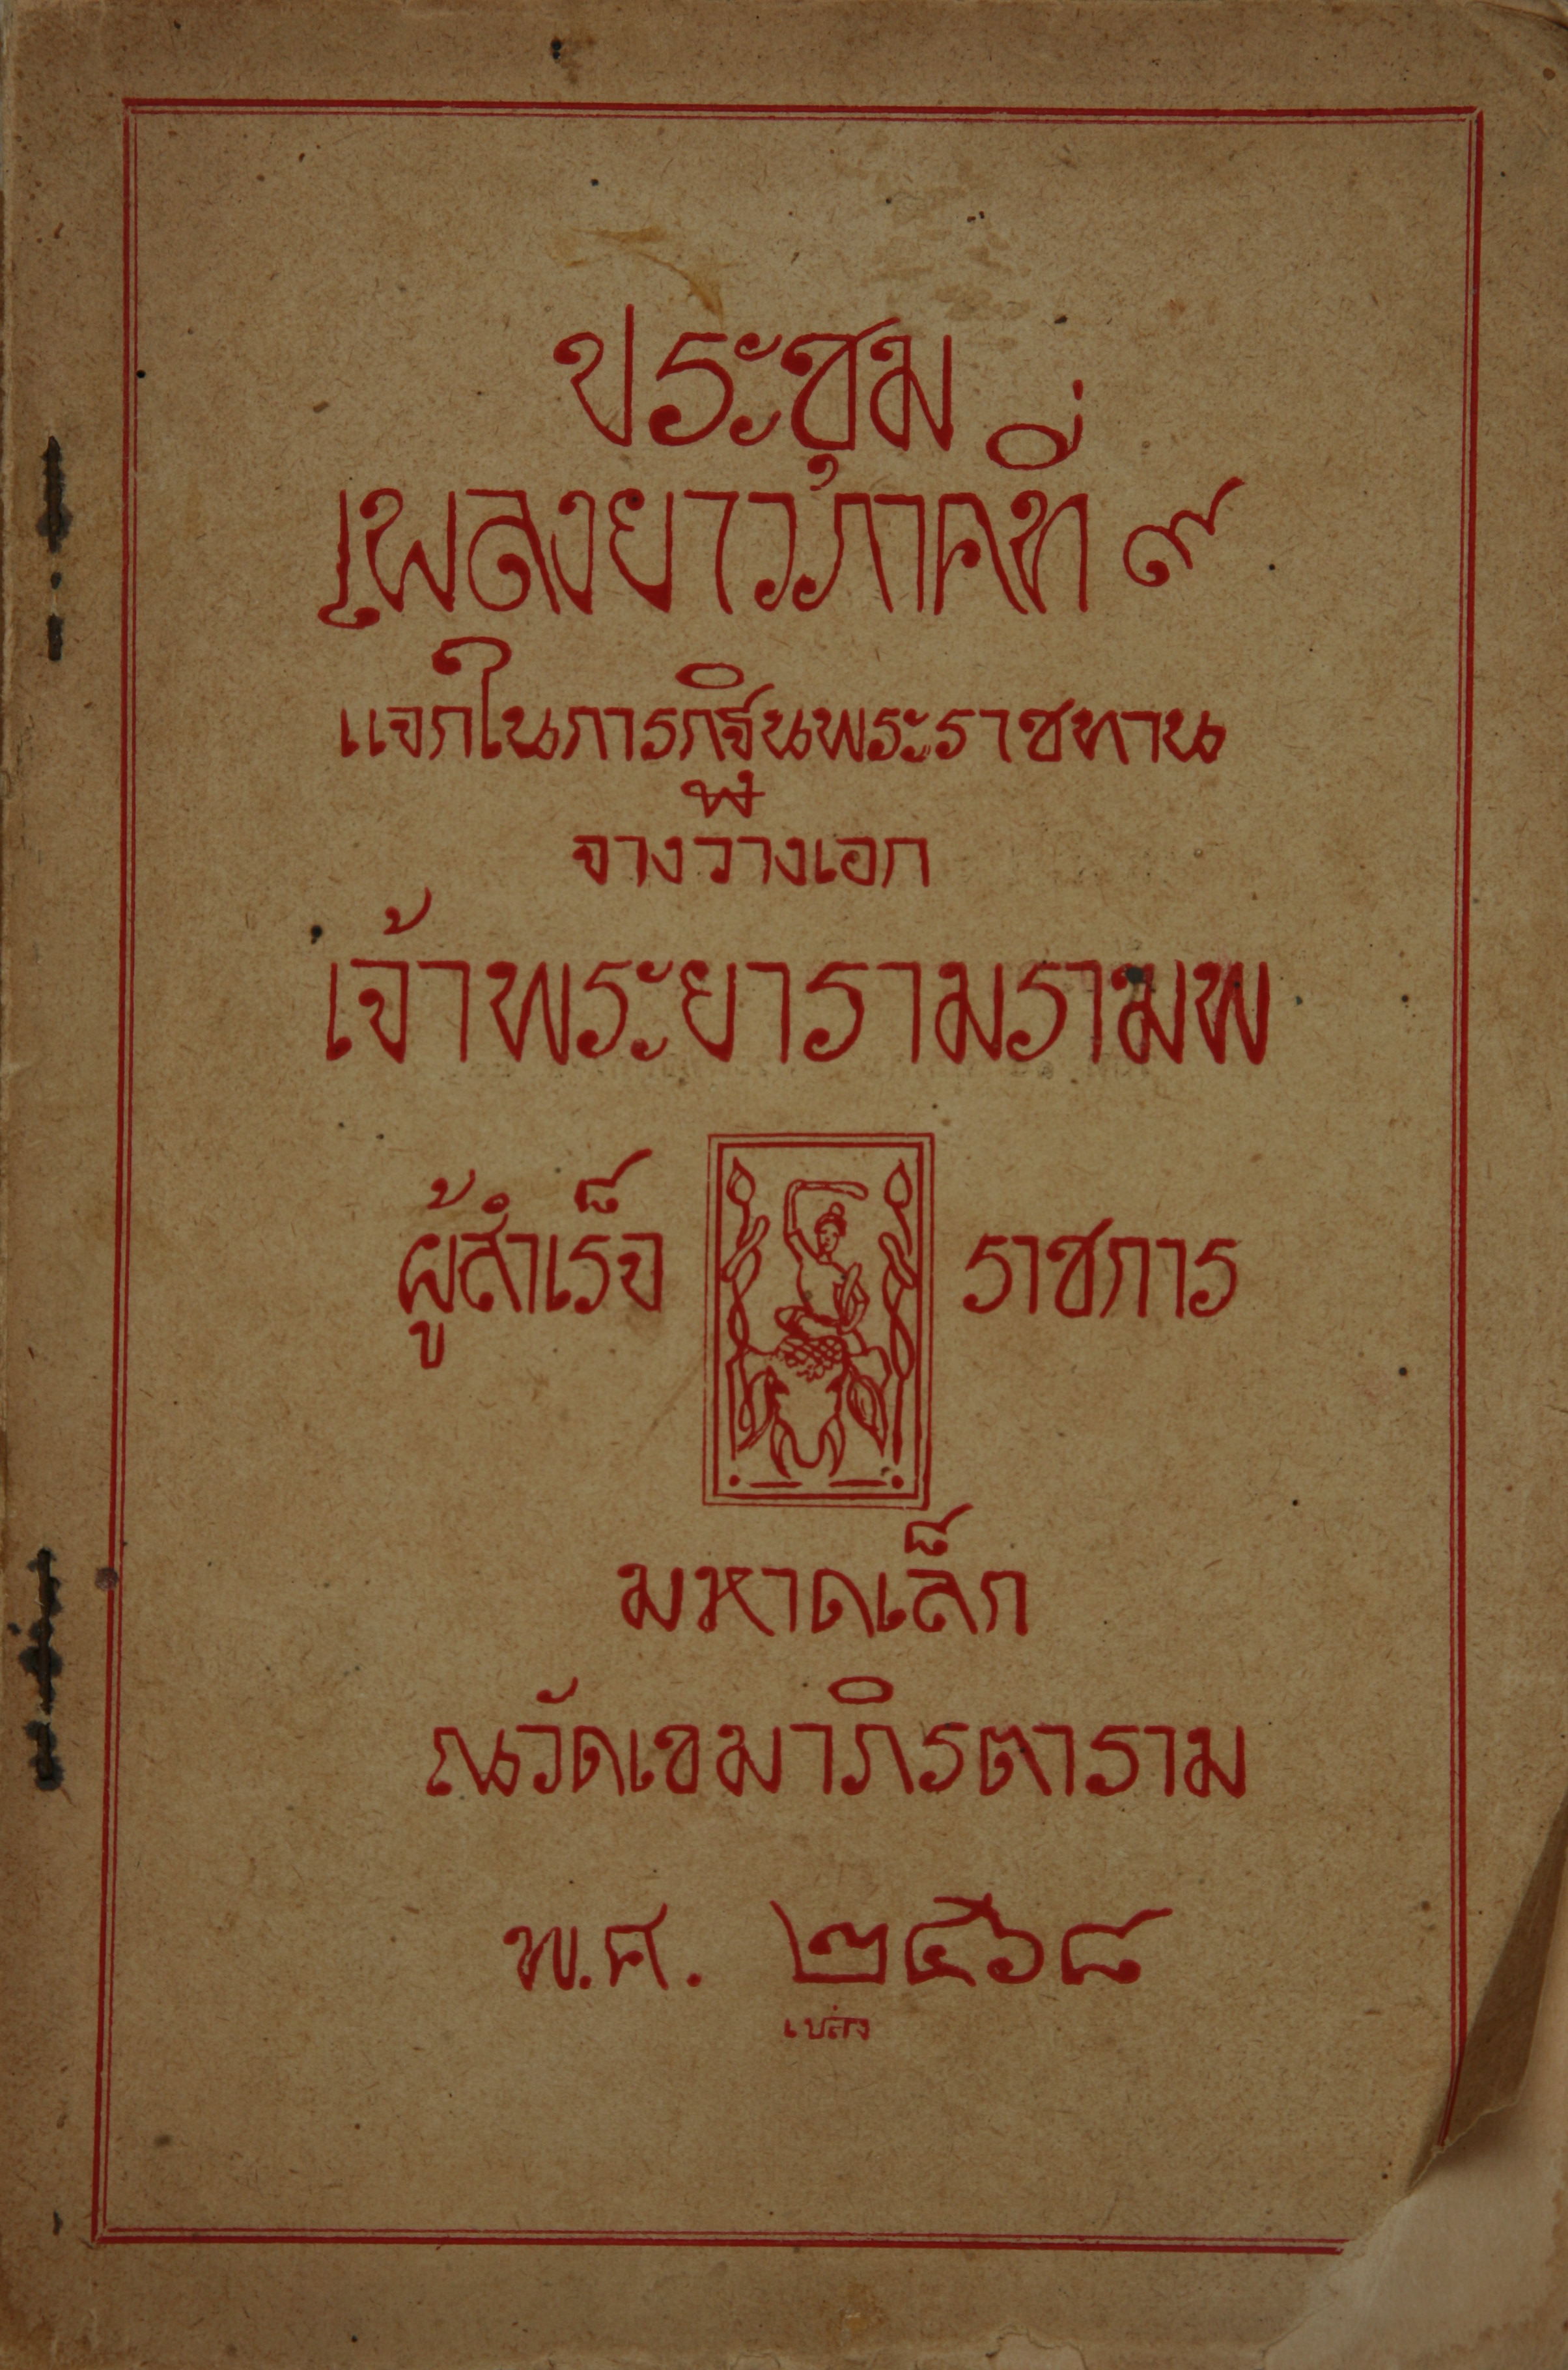 ประชุม
เพลงยาวภาคที่ ๙
แจกในการกฐินพระราชทาน
พ้
จางวางเอก
เจ้าพระยารามราฆพ
ผู้สำเร็จ ราชการ
มหาดเล็ก
ณวัดเขมาภิรตาราม
พ.ศ. ๒๔๖๘